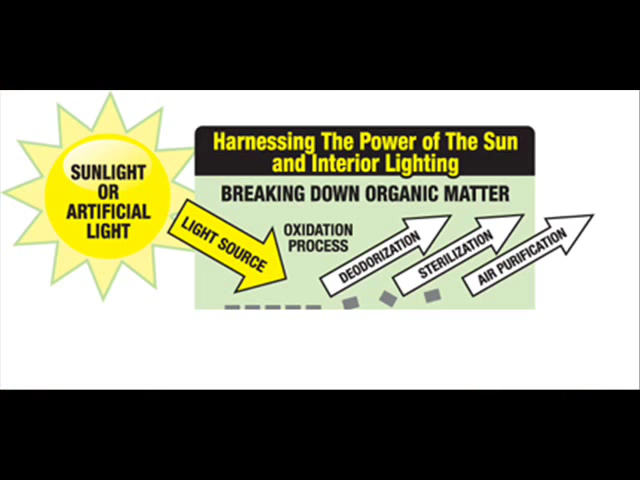 Harnessing The Power of The Sun
and Interior Lighting
BREAKING DOWN ORGANIC MATTER
SUNLIGHT
OR
ARTIFICIAL
LIGHT
LIGHT SOURCE
OXIDATION
PROCESS
DEODORIZATION
STERILIZATION
AIR PURIFICATION